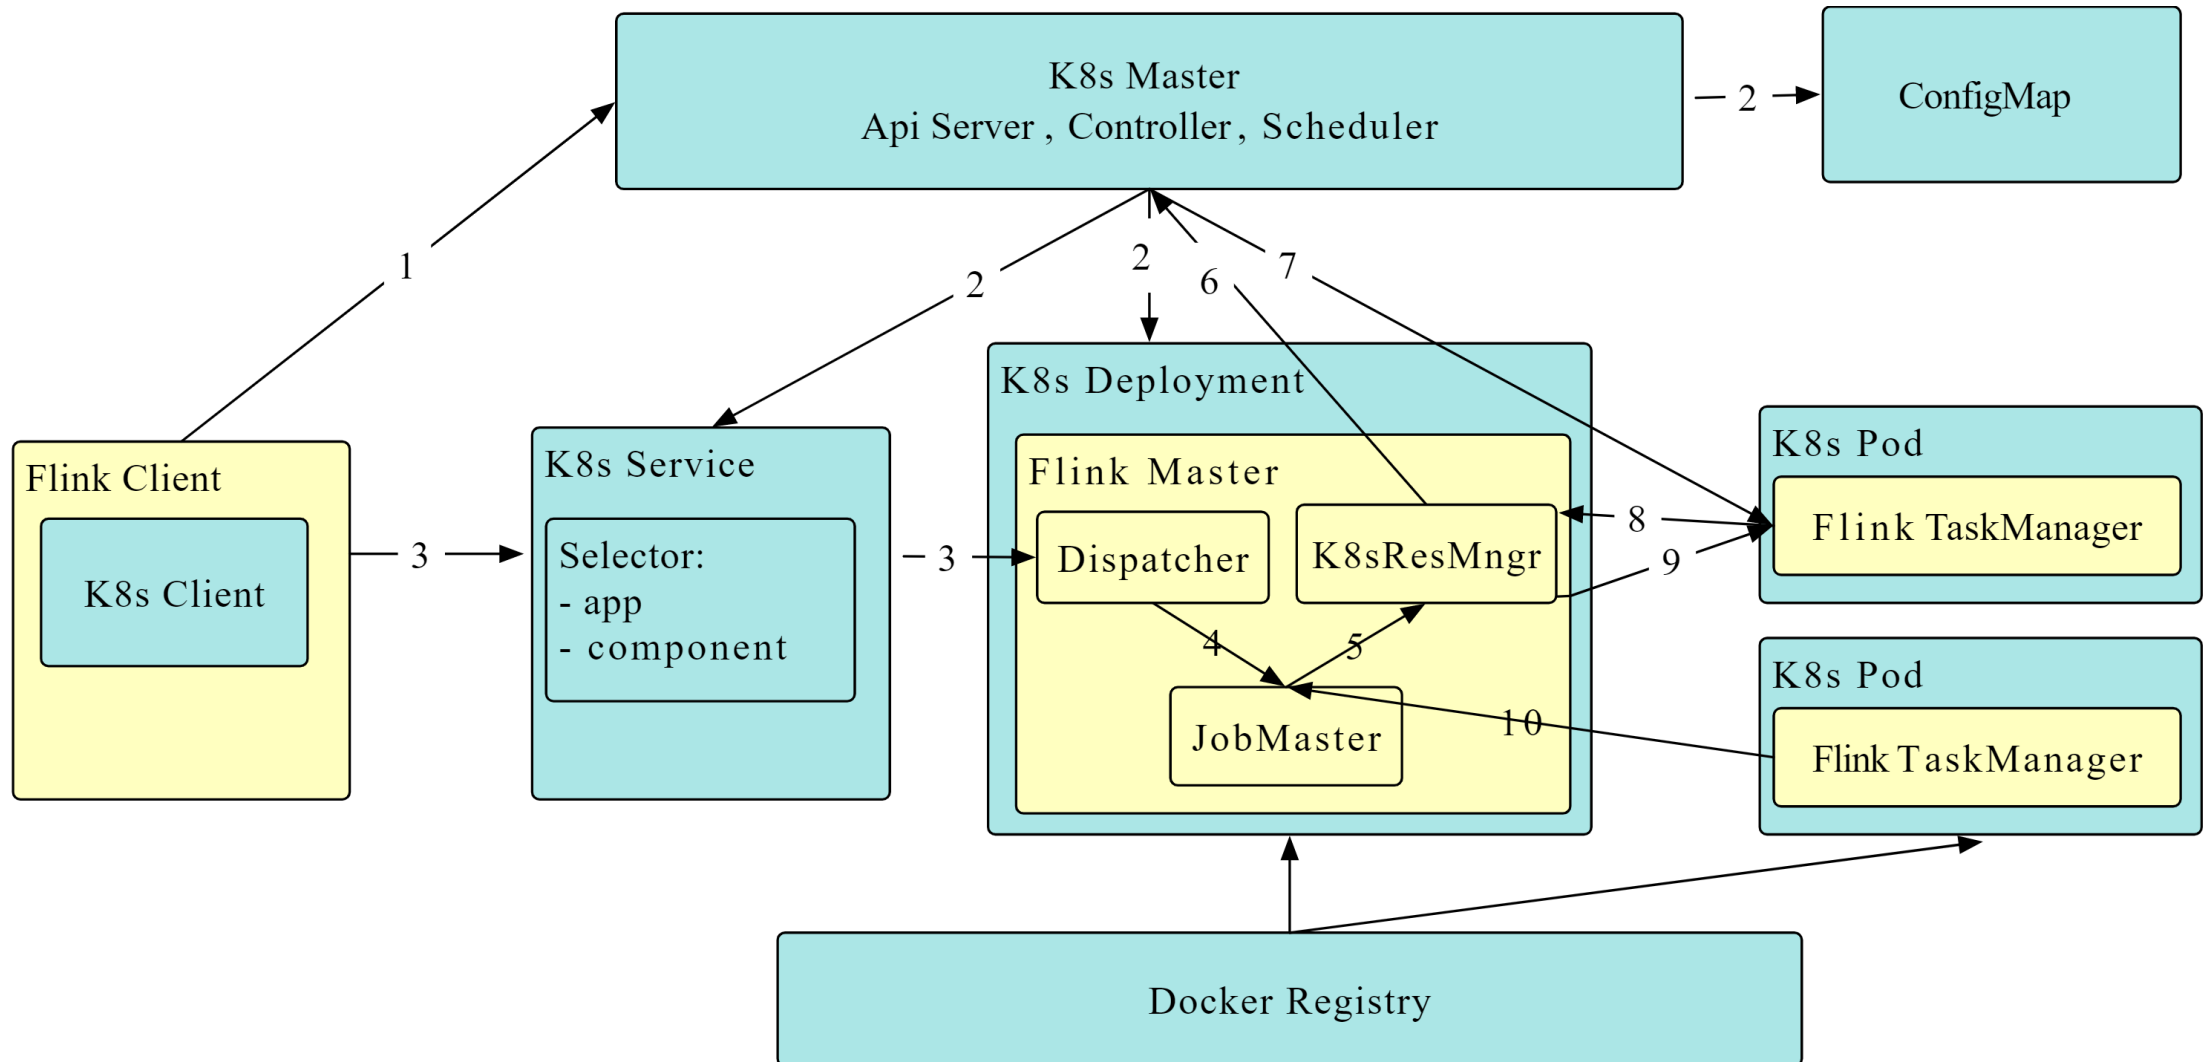 K8s Master
Api Server , Controller, Scheduler
2
ConfigMap
1
2
2
6
7
K8s Deployment
Flink Client
K8s Client
3
K8s Service
Selector:
- app
- component
3
Flink Master
Dispatcher
K8sResMngr
4
5
JobMaster
8
9
10
K8s Pod
Flink TaskManager
K8s Pod
Flink TaskManager
Docker Registry